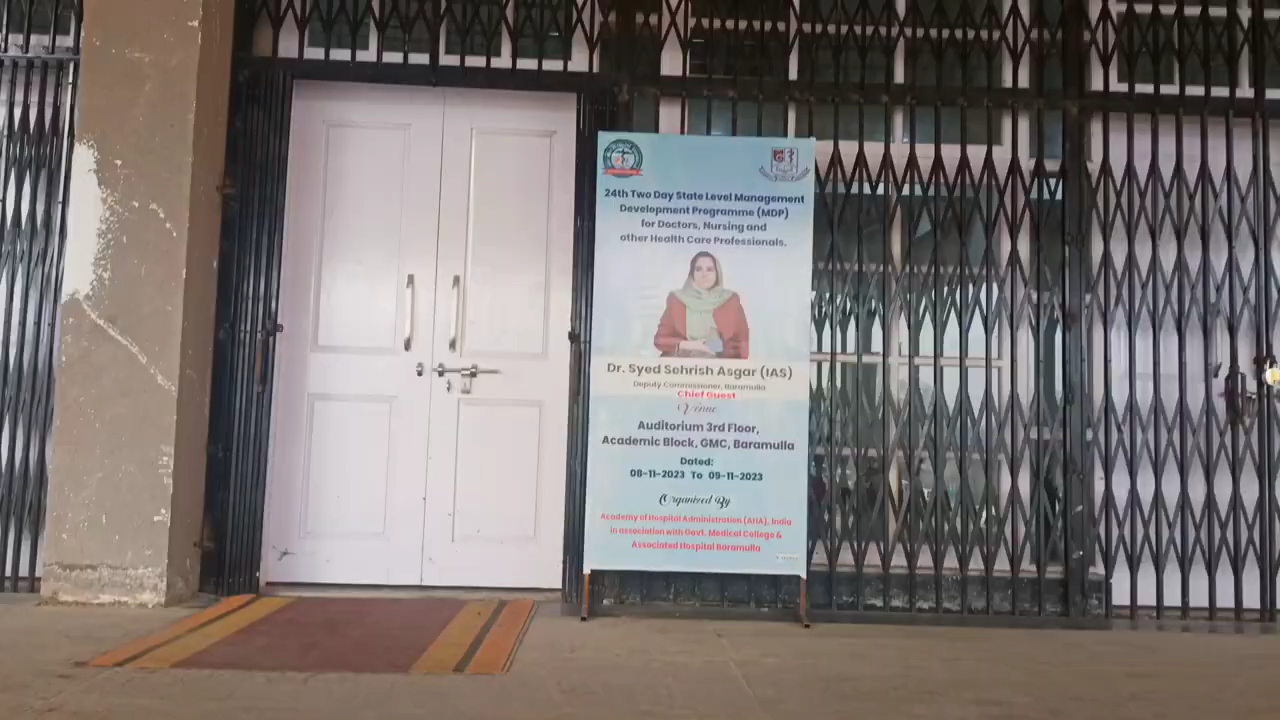 24th Two Day State Level Management
Development Programme (MDP)
for Doctors, Nursing and
other Health Care Professionals.
Dr. Syed Sehrish Asgar (IAS)
Deputy Commissioner, Baramulla
Chief Guest
Venue
Auditorium 3rd Floor,
Academic Block, GMC, Baramulla
Dated:
08-11-2023 To 09-11-2023
Organized By
Academy of Hospital Administration (AHA), India
in association with Govt. Medical College &
Associated Hospital Baramulla